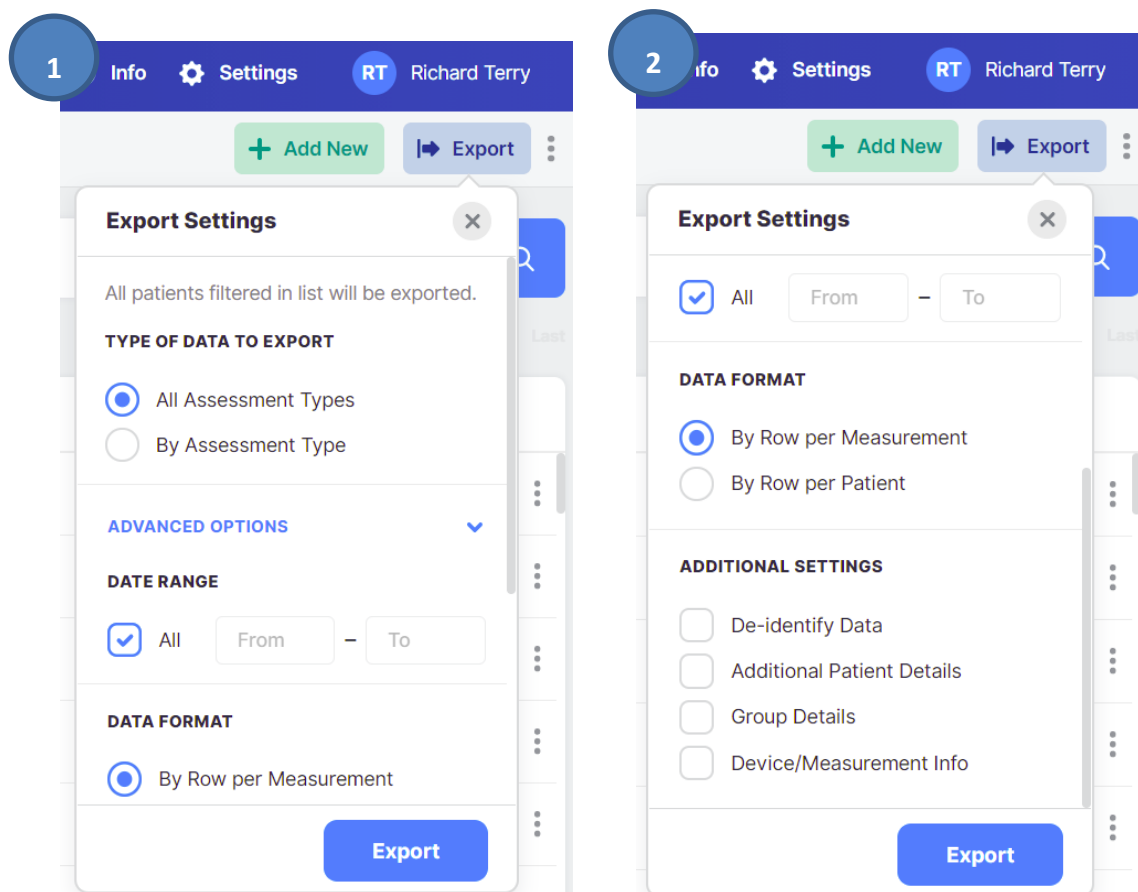 1
Info
Settings
RT
Richard Terry
Add New
Export
Export Settings
All patients filtered in list will be exported.
Last
TYPE OF DATA TO EXPORT
All Assessment Types
By Assessment Type
ADVANCED OPTIONS
DATE RANGE
All
From
–
To
DATA FORMAT
By Row per Measurement
Export
2
nfo
Settings
RT
Richard Terry
Add New
Export
Export Settings
All
From
–
To
Last
DATA FORMAT
By Row per Measurement
By Row per Patient
ADDITIONAL SETTINGS
De-identify Data
Additional Patient Details
Group Details
Device/Measurement Info
Export